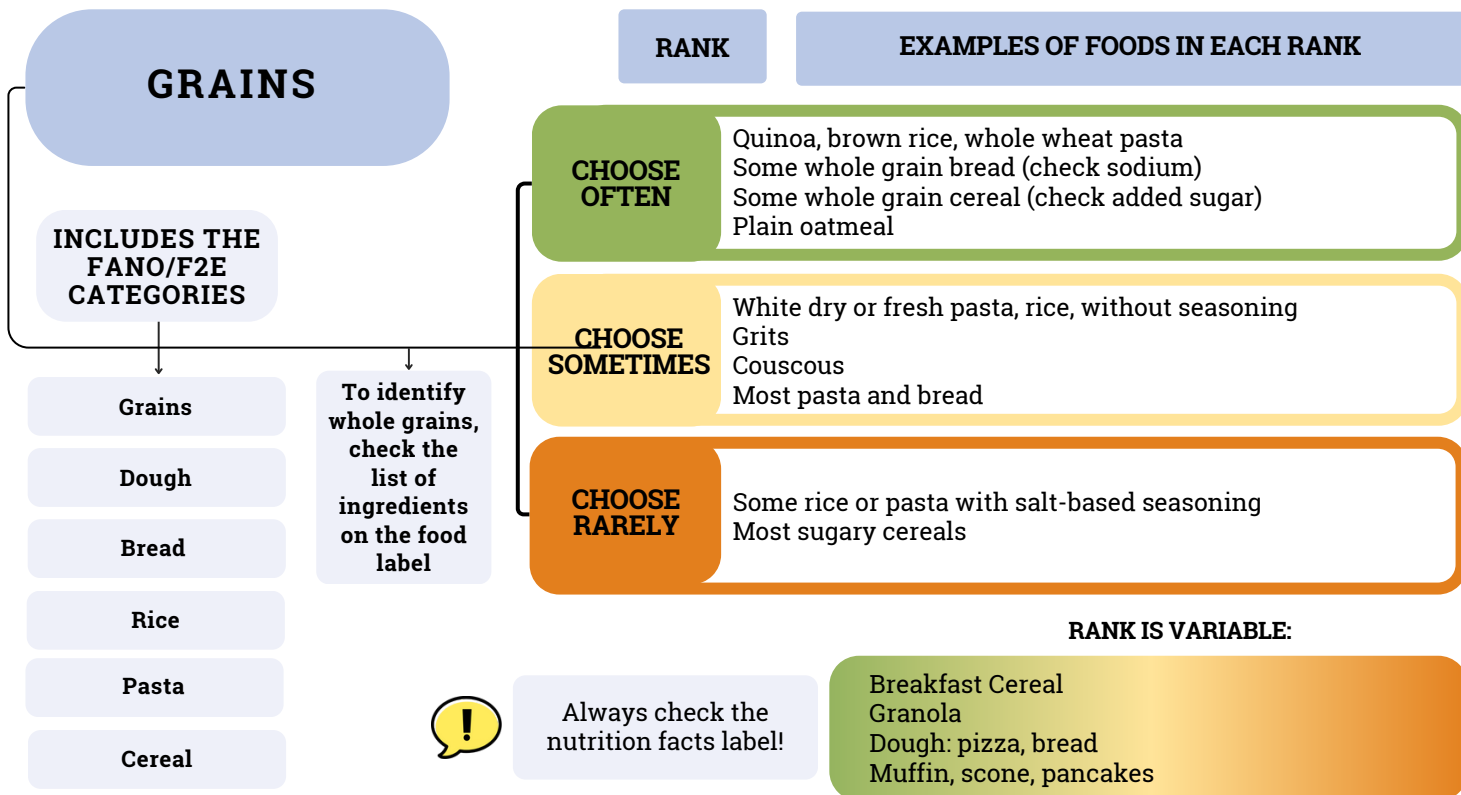 GRAINS
RANK
EXAMPLES OF FOODS IN EACH RANK
INCLUDES THE
FANO/F2E
CATEGORIES
Grains
Dough
Bread
Rice
Pasta
Cereal
To identify
whole grains,
check the
list of
ingredients
on the food
label
CHOOSE
OFTEN
Quinoa, brown rice, whole wheat pasta
Some whole grain bread (check sodium)
Some whole grain cereal (check added sugar)
Plain oatmeal
CHOOSE
SOMETIMES
White dry or fresh pasta, rice, without seasoning
Grits
Couscous
Most pasta and bread
CHOOSE
RARELY
Some rice or pasta with salt-based seasoning
Most sugary cereals
!
Always check the
nutrition facts label!
RANK IS VARIABLE:
Breakfast Cereal
Granola
Dough: pizza, bread
Muffin, scone, pancakes